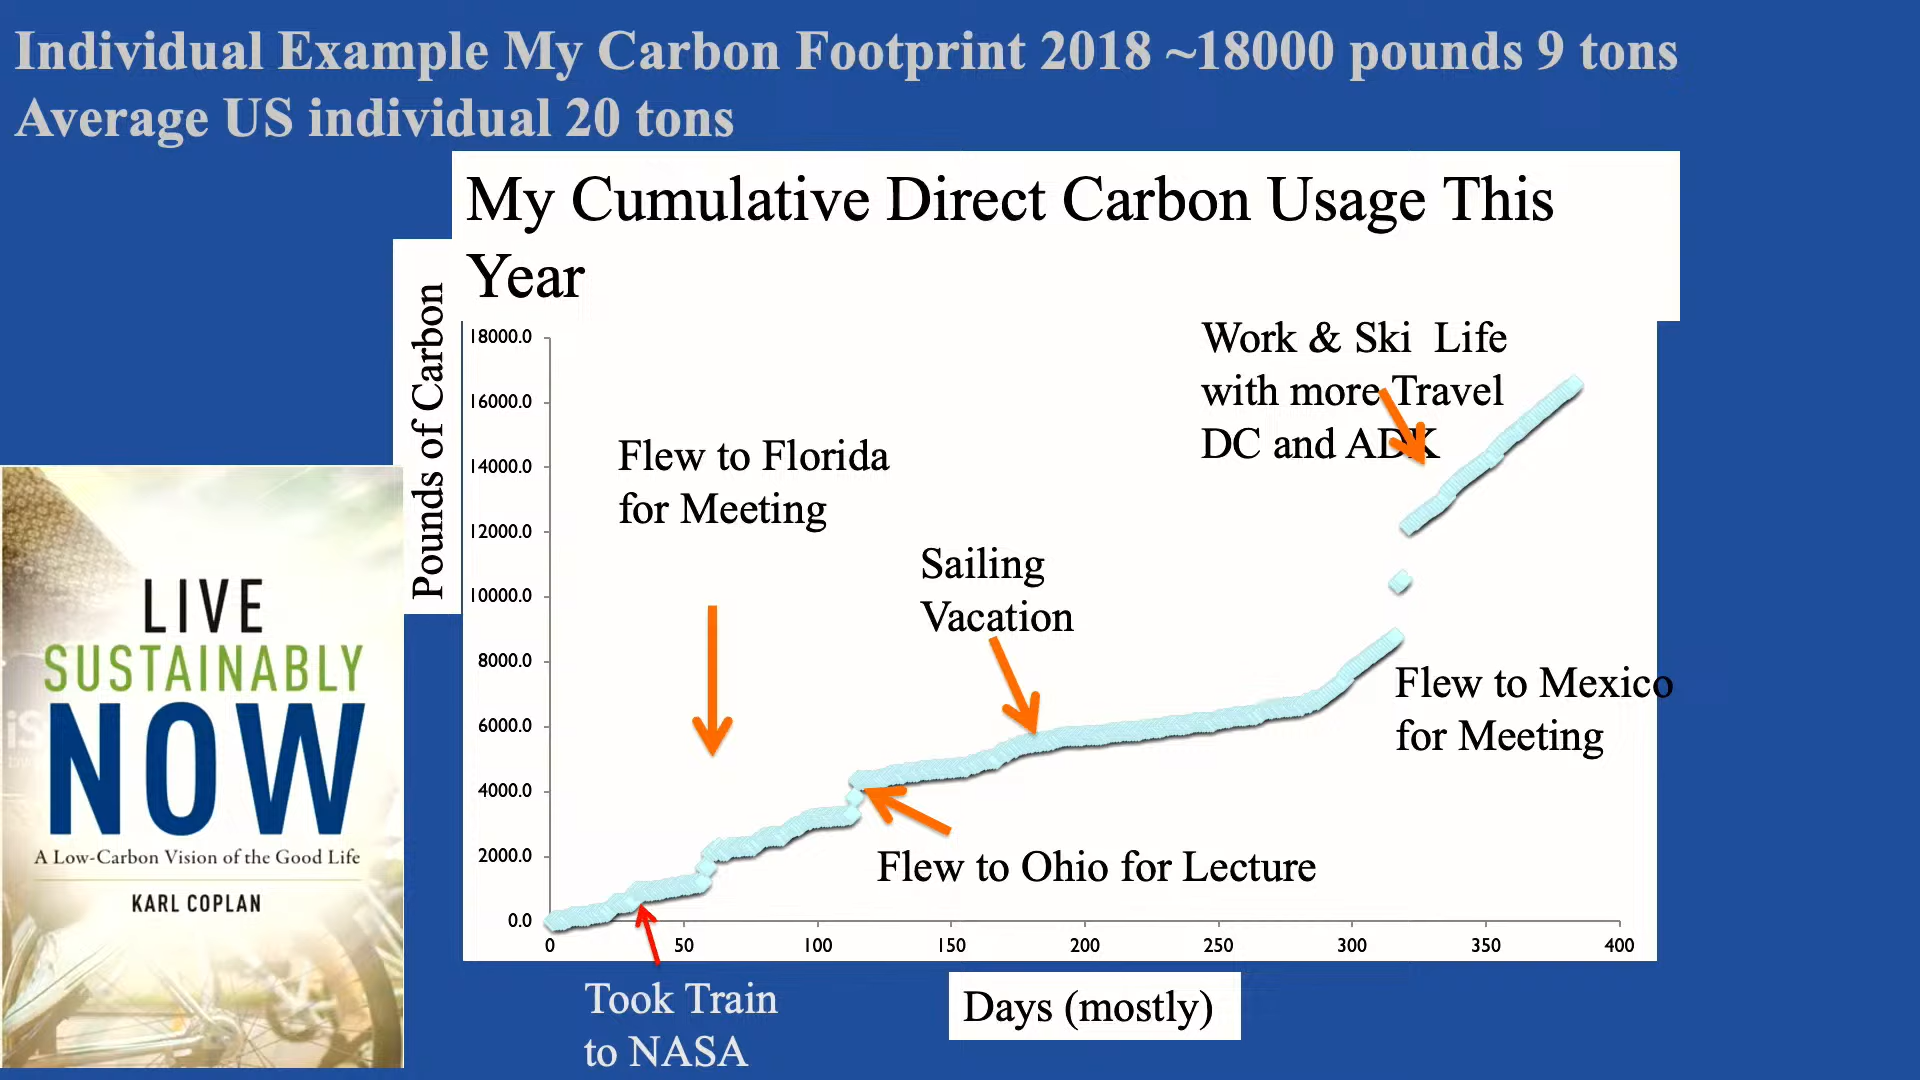 Individual Example My Carbon Footprint 2018 ~18000 pounds 9 tons
Average US individual 20 tons
My Cumulative Direct Carbon Usage This
Year
Pounds of Carbon
18000.0
16000.0
14000.0
12000.0
10000.0
8000.0
6000.0
4000.0
2000.0
0.0
0 50 100 150 200 250 300 350 400
Days (mostly)
Work & Ski Life
with more Travel
DC and ADK
Flew to Florida
for Meeting
Sailing
Vacation
Flew to Mexico
for Meeting
Flew to Ohio for Lecture
Took Train
to NASA
LIVE
SUSTAINABLY
NOW
A Low-Carbon Vision of the Good Life
KARL COPLAN